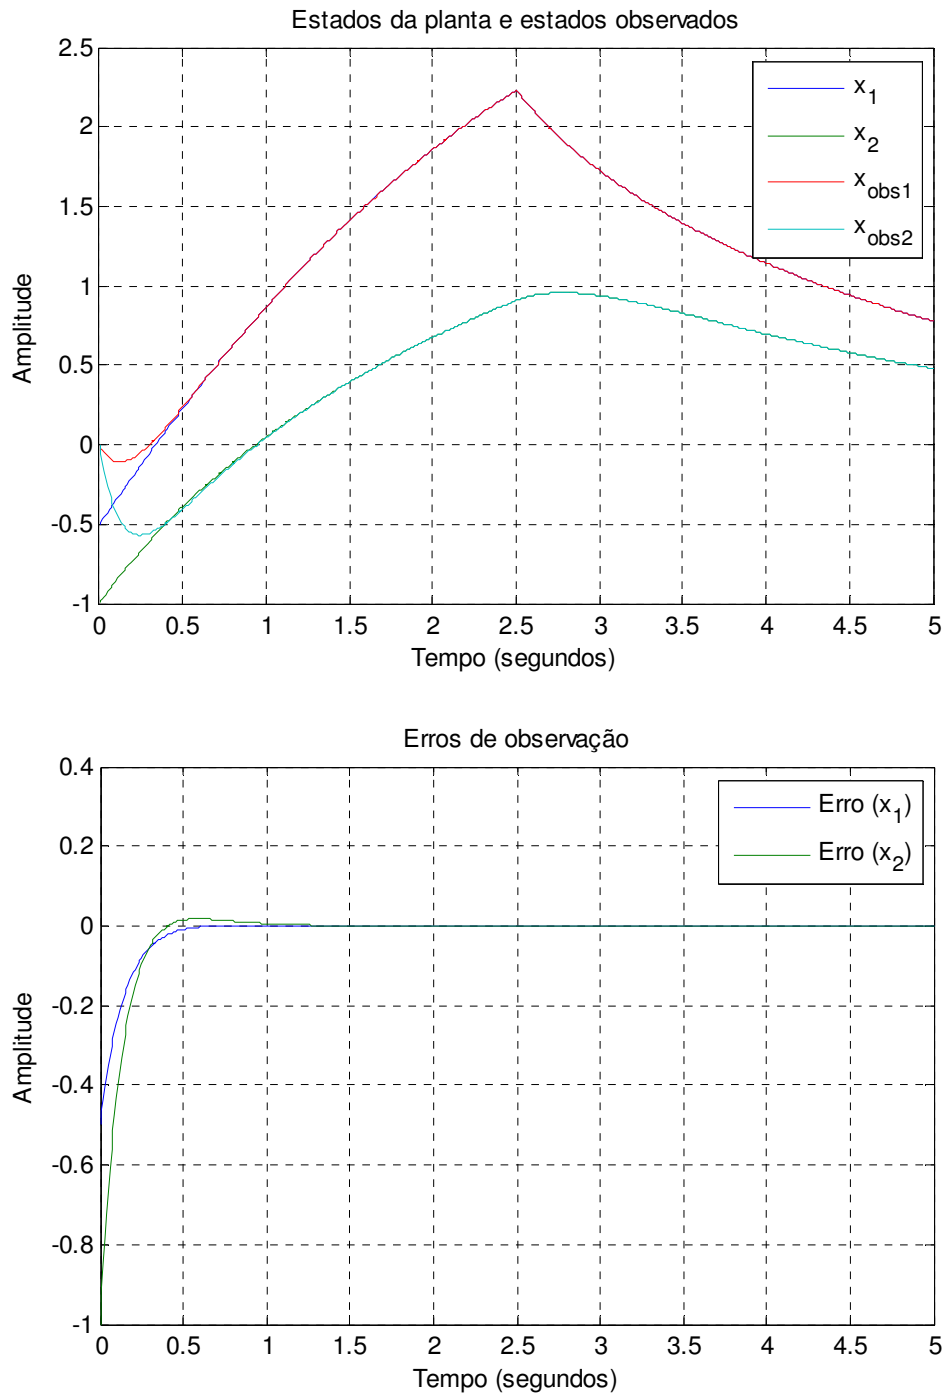 Estados da planta e estados observados
2.5
2
1.5
1
0.5
0
-0.5
-1
Amplitude
x1
x2
xobs1
xobs2
0 0.5 1 1.5 2 2.5 3 3.5 4 4.5 5
Tempo (segundos)
Erros de observação
0.4
0.2
0
-0.2
-0.4
-0.6
-0.8
-1
Amplitude
Erro (x1)
Erro (x2)
0 0.5 1 1.5 2 2.5 3 3.5 4 4.5 5
Tempo (segundos)